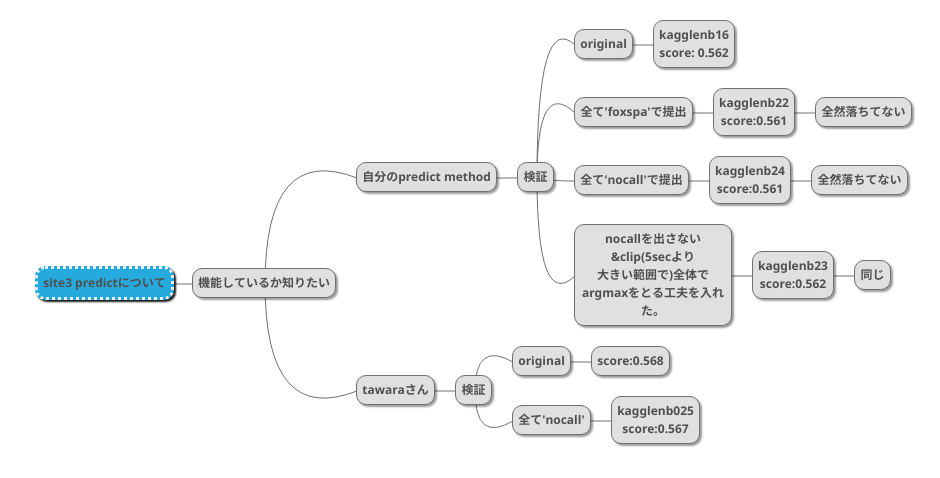 site3 predictについて
機能しているか知りたい
自分のpredict method
検証
original
kagglenb16
score: 0.562
全て'foxspa'で提出
kagglenb22
score:0.561
全然落ちてない
全て'nocall'で提出
kagglenb24
score:0.561
全然落ちてない
nocallを出さない
&clip(5secより
大きい範囲で)全体で
argmaxをとる工夫を入れ
た。
kagglenb23
score:0.562
同じ
tawaraさん
検証
original
score:0.568
全て'nocall'
kagglenb025
score:0.567